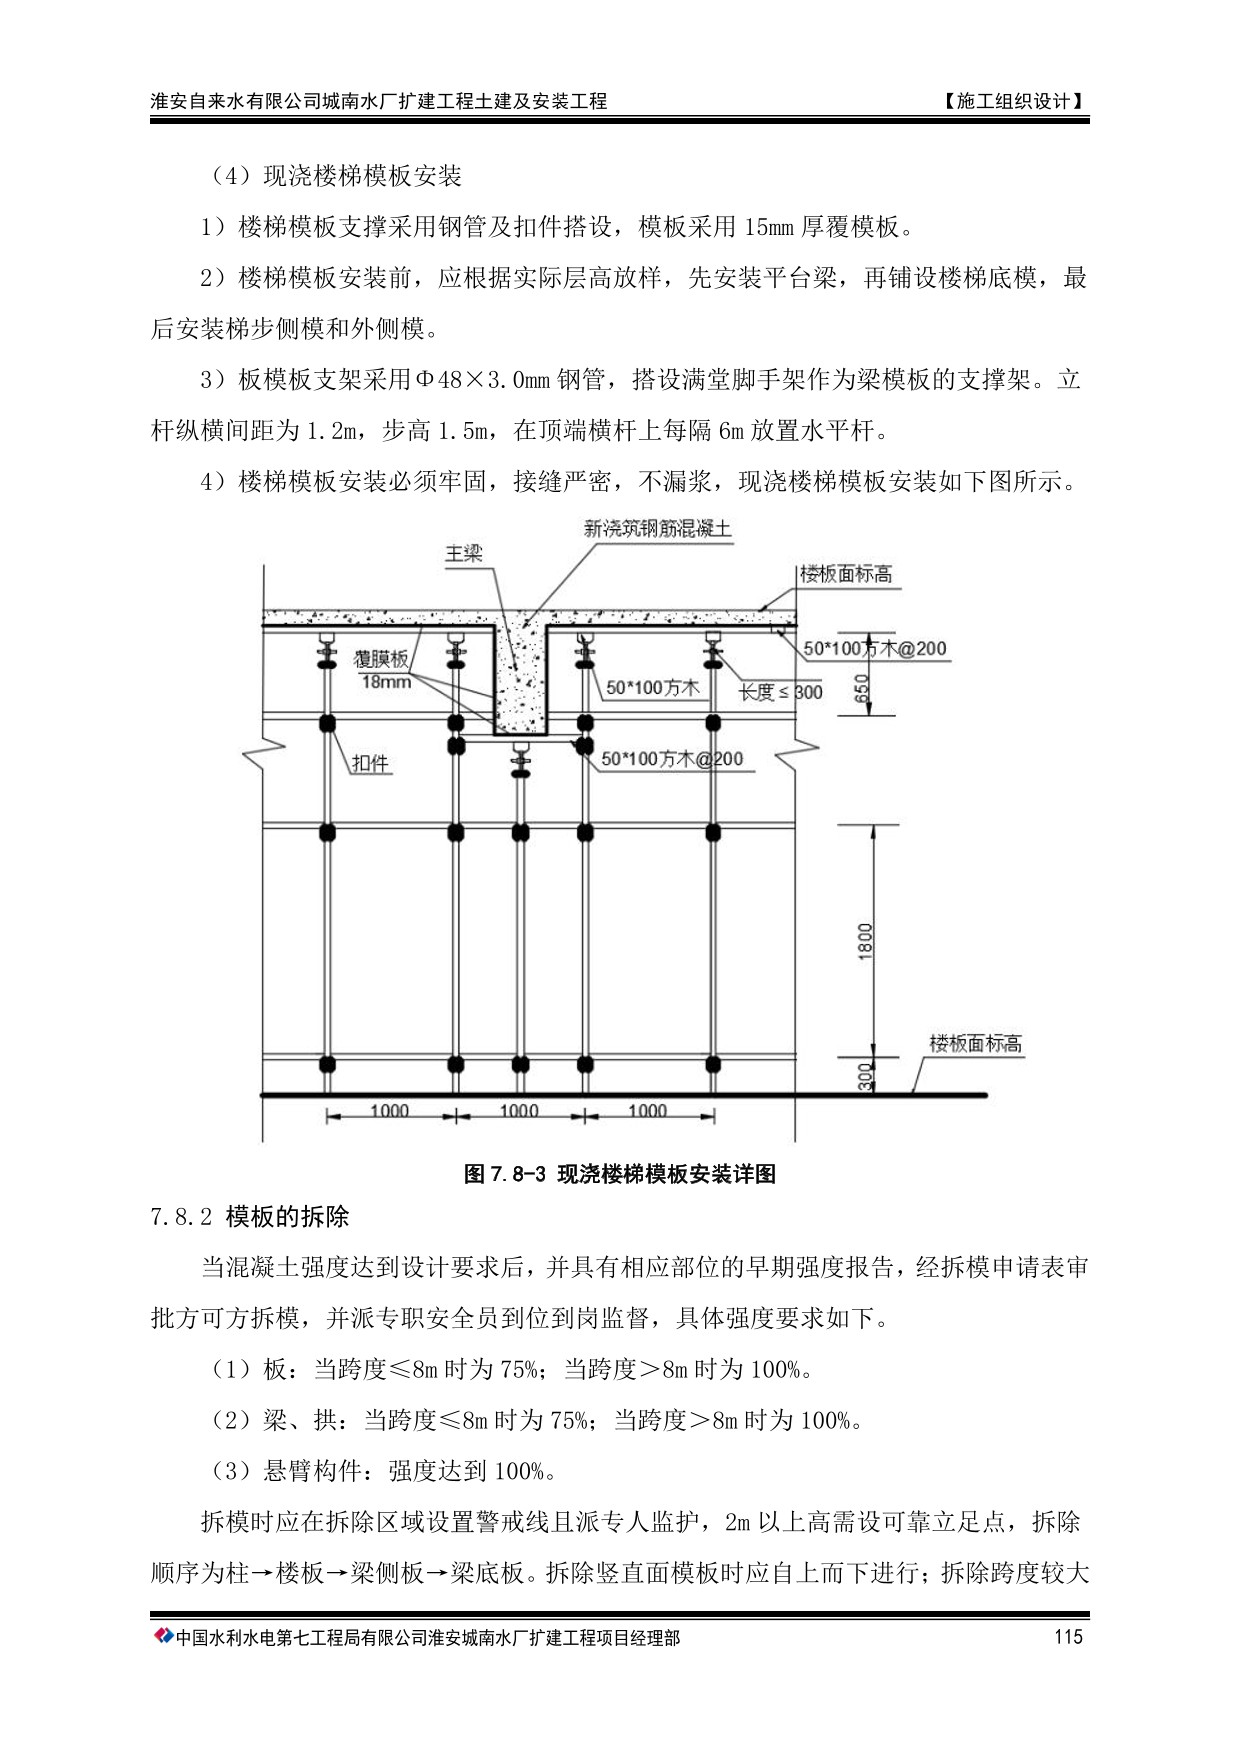 淮安自来水有限公司城南水厂扩建工程土建及安装工程 【施工组织设计】
（4）现浇楼梯模板安装
1）楼梯模板支撑采用钢管及扣件搭设，模板采用 15mm 厚覆模板。
2）楼梯模板安装前，应根据实际层高放样，先安装平台梁，再铺设楼梯底模，最
后安装梯步侧模和外侧模。
3）板模板支架采用Φ48×3.0mm 钢管，搭设满堂脚手架作为梁模板的支撑架。立
杆纵横间距为 1.2m，步高 1.5m，在顶端横杆上每隔 6m 放置水平杆。
4）楼梯模板安装必须牢固，接缝严密，不漏浆，现浇楼梯模板安装如下图所示。
新浇筑钢筋混凝土
主梁
楼板面标高
50*100方木@200
覆膜板
18mm
50*100方木
长度≤300
650
扣件
50*100方木@200
1800
楼板面标高
300
1000 1000 1000
图 7.8-3 现浇楼梯模板安装详图
7.8.2 模板的拆除
当混凝土强度达到设计要求后，并具有相应部位的早期强度报告，经拆模申请表审
批方可方拆模，并派专职安全员到位到岗监督，具体强度要求如下。
（1）板：当跨度≤8m 时为 75%；当跨度＞8m 时为 100%。
（2）梁、拱：当跨度≤8m 时为 75%；当跨度＞8m 时为 100%。
（3）悬臂构件：强度达到 100%。
拆模时应在拆除区域设置警戒线且派专人监护，2m 以上高需设可靠立足点，拆除
顺序为柱→楼板→梁侧板→梁底板。拆除竖直面模板时应自上而下进行；拆除跨度较大
中国水利水电第七工程局有限公司淮安城南水厂扩建工程项目经理部 115